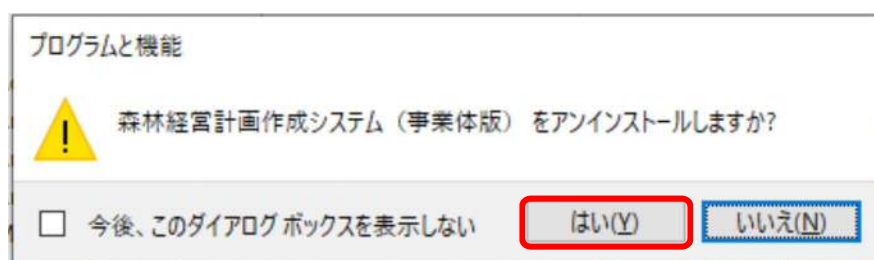 プログラムと機能
森林経営計画作成システム（事業体版） をアンインストールしますか?
今後、このダイアログ ボックスを表示しない
はい(Y)
いいえ(N)